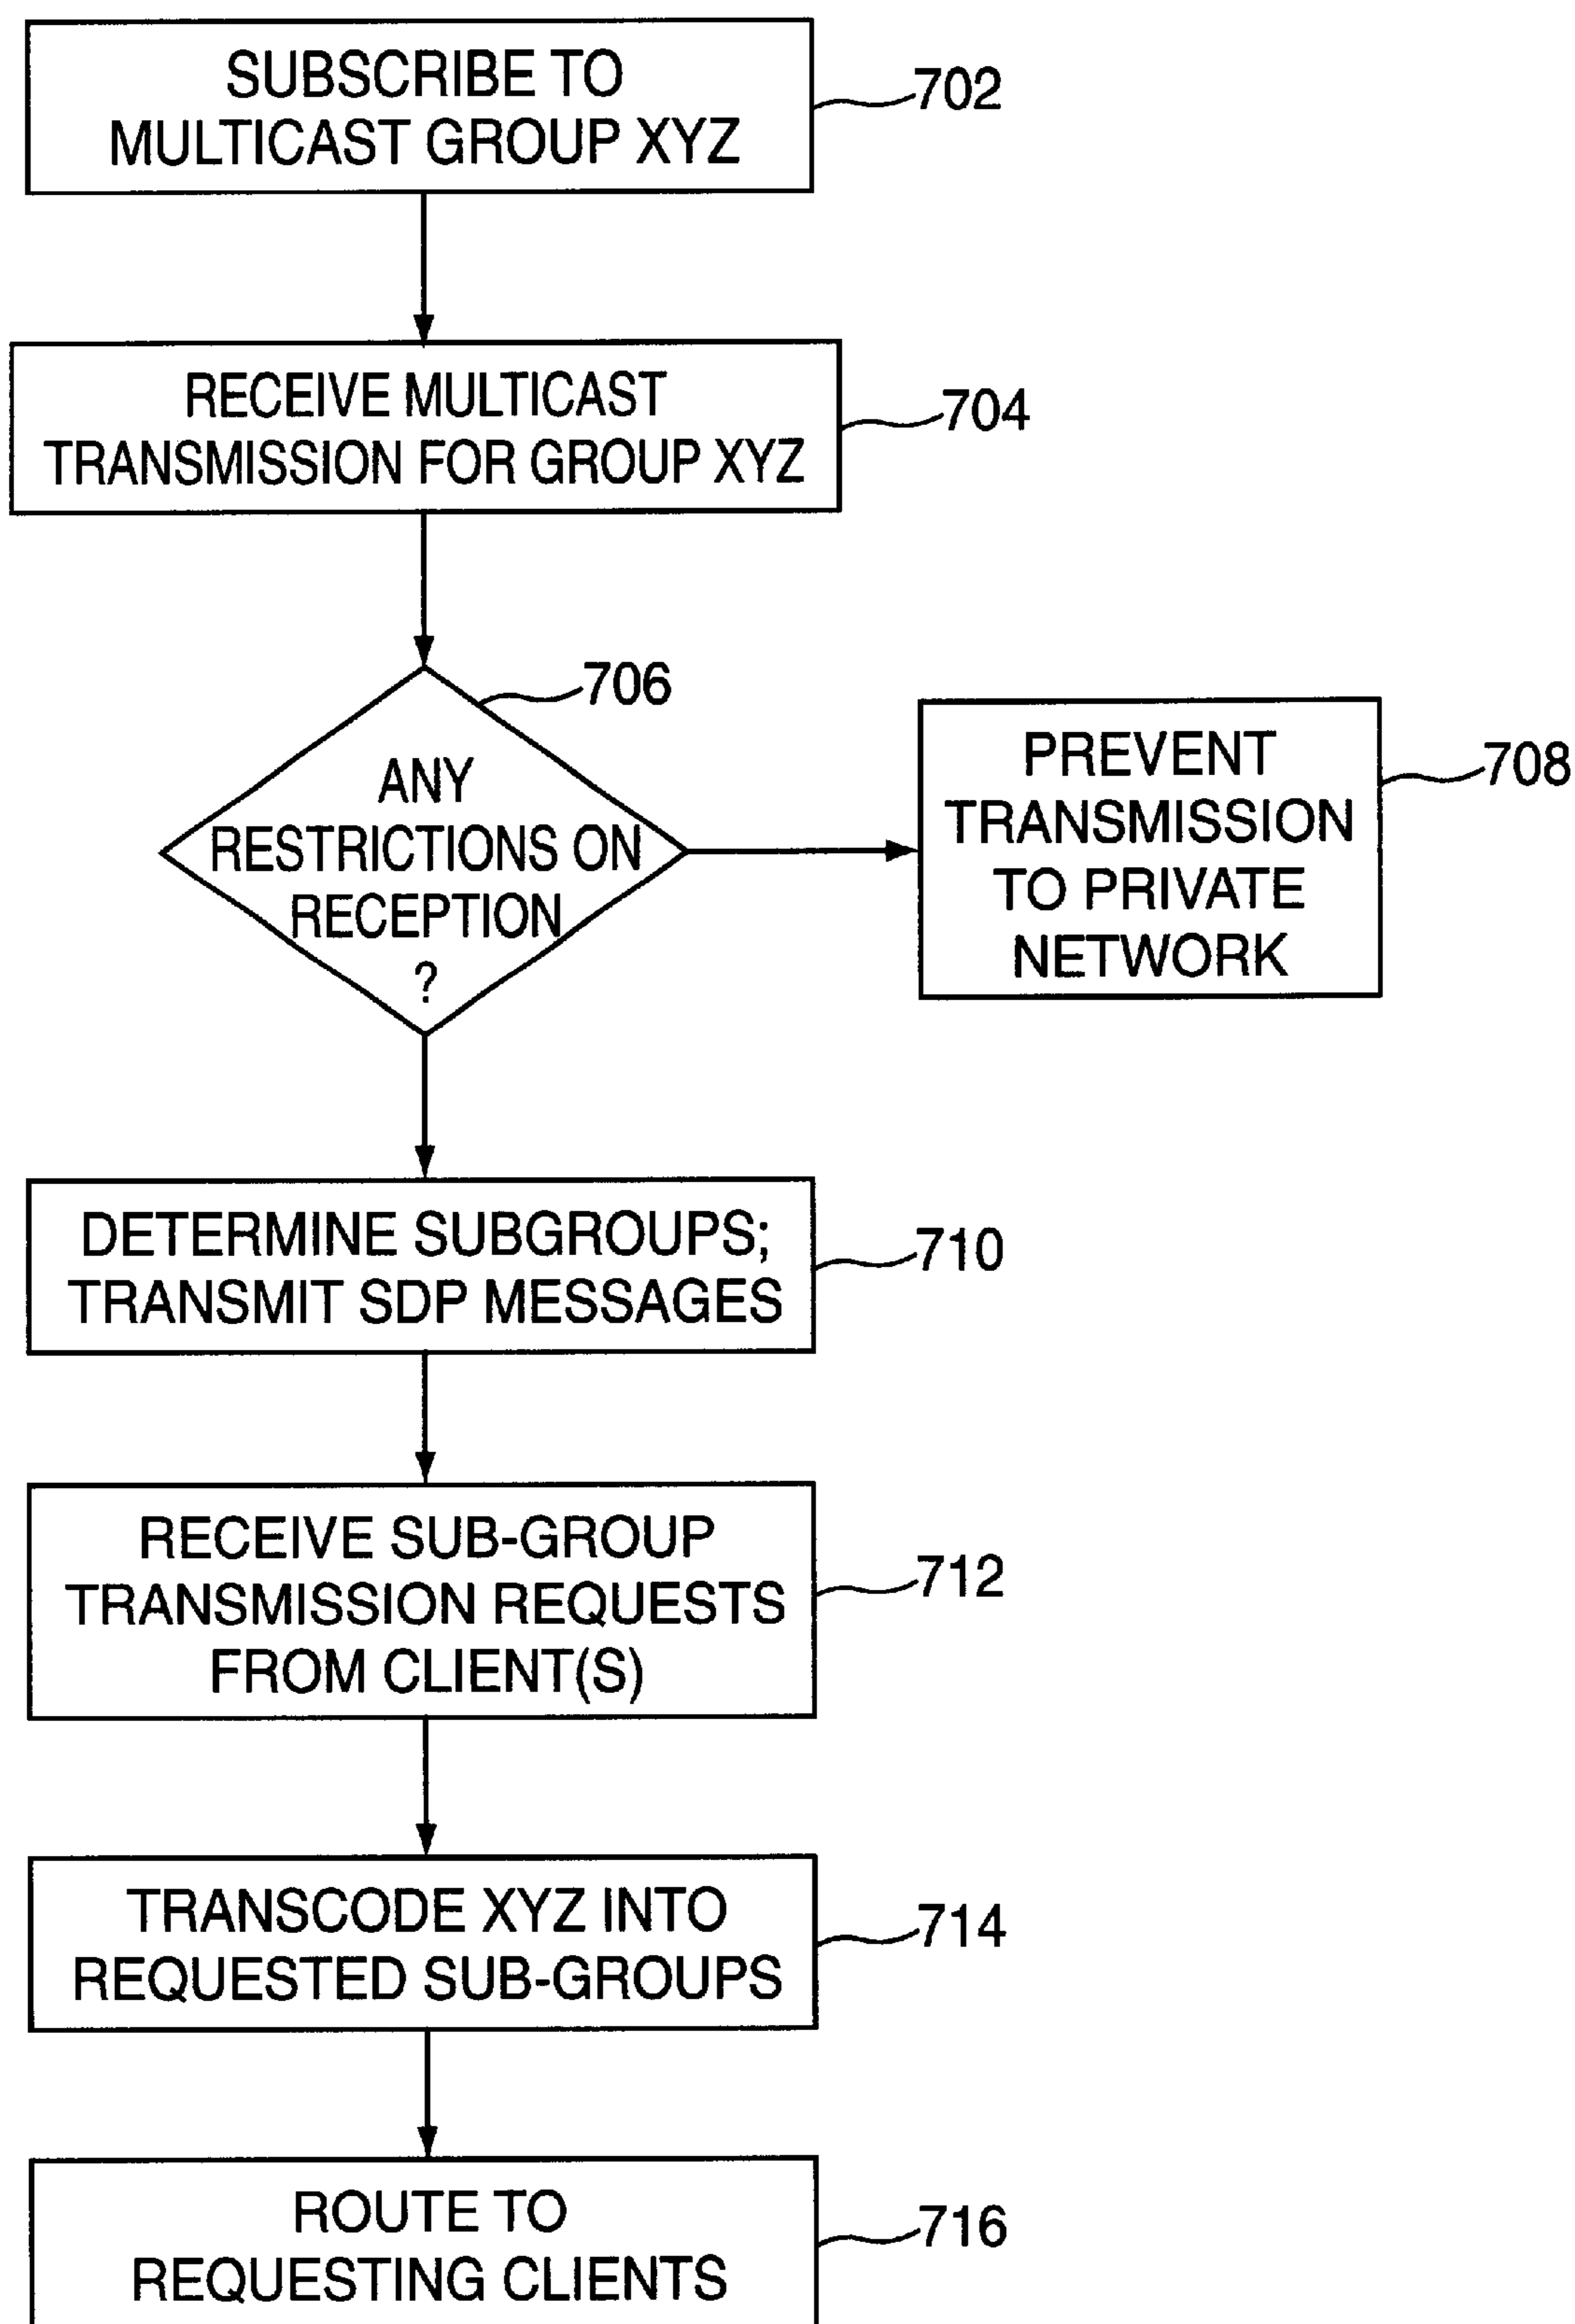 SUBSCRIBE TO
MULTICAST GROUP XYZ
702
RECEIVE MULTICAST
TRANSMISSION FOR GROUP XYZ
704
706
ANY
RESTRICTIONS ON
RECEPTION
?
PREVENT
TRANSMISSION
TO PRIVATE
NETWORK
708
DETERMINE SUBGROUPS;
TRANSMIT SDP MESSAGES
710
RECEIVE SUB-GROUP
TRANSMISSION REQUESTS
FROM CLIENT(S)
712
TRANSCODE XYZ INTO
REQUESTED SUB-GROUPS
714
ROUTE TO
REQUESTING CLIENTS
716